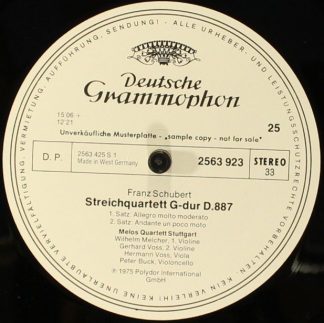 ALLE URHEBER- UND LEISTUNGSSCHUTZRECHTE VORBEHALTEN. KEIN VERLEIH! KEINE VERVIELFÄLTIGUNG, VERMIETUNG, AUFFÜHRUNG, SENDUNG!
Deutsche
Grammophon
15 06 +
12'21
25
Unverkäufliche Musterplatte - „sample copy - not for sale"
D. P.
2563 425 S 1
Made in West Germany
2563 923
STEREO
33
Franz Schubert
Streichquartett G-dur D.887
1. Satz: Allegro molto moderato
2. Satz: Andante un poco moto
Melos Quartett Stuttgart
Wilhelm Melcher, 1. Violine
Gerhard Voss, 2. Violine
Hermann Voss, Viola
Peter Buck, Violoncello
℗ 1975 Polydor International
GmbH